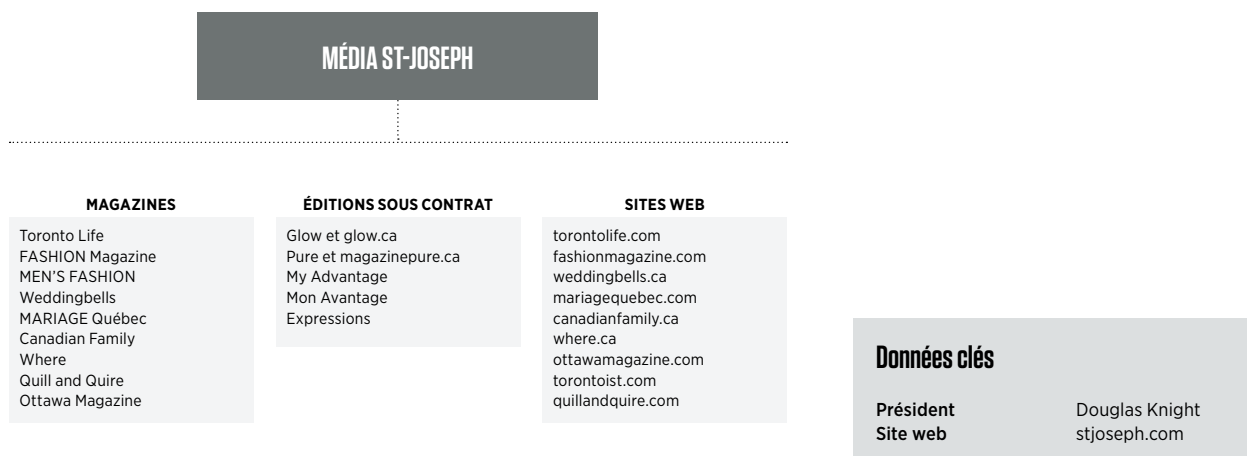 MÉDIA ST-JOSEPH
MAGAZINES
Toronto Life
FASHION Magazine
MEN'S FASHION
Weddingbells
MARIAGE Québec
Canadian Family
Where
Quill and Quire
Ottawa Magazine
ÉDITIONS SOUS CONTRAT
Glow et glow.ca
Pure et magazinepure.ca
My Advantage
Mon Avantage
Expressions
SITES WEB
torontolife.com
fashionmagazine.com
weddingbells.ca
mariagequebec.com
canadianfamily.ca
where.ca
ottawamagazine.com
torontoist.com
quillandquire.com
Données clés
Président Douglas Knight
Site web stjoseph.com